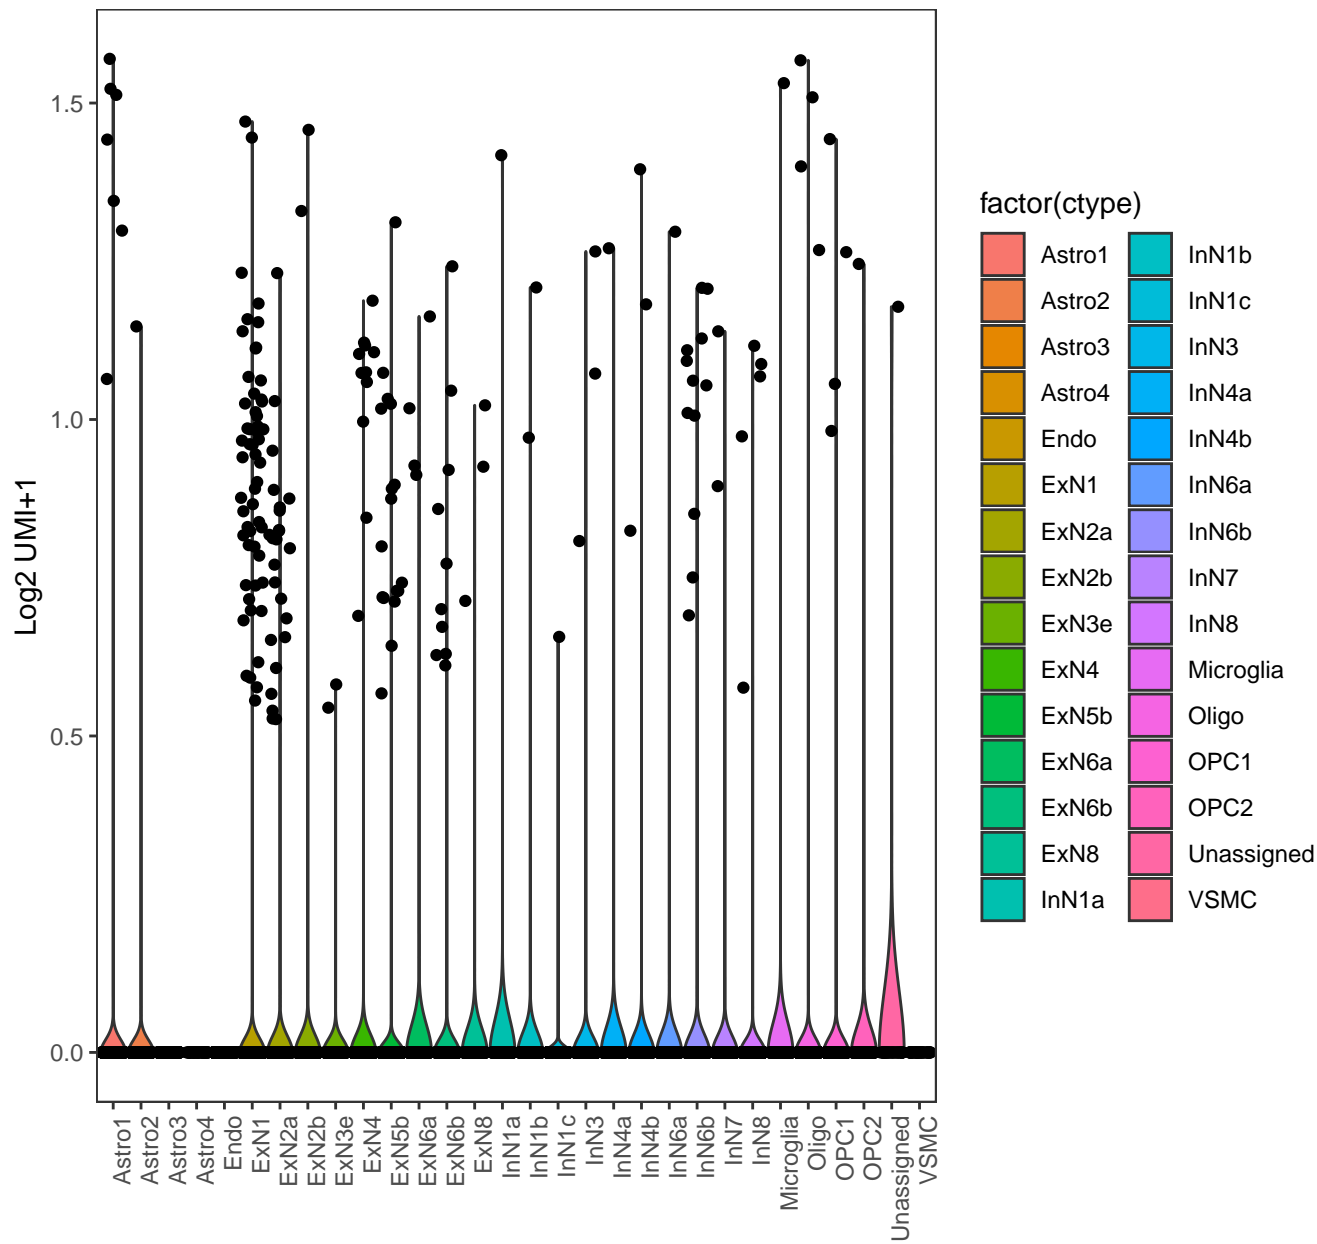 1.5
1.0
0.5
0.0
Log2 UMI+1
Astro1
Astro2
Astro3
Astro4
Endo
ExN1
ExN2a
ExN2b
ExN3e
ExN4
ExN5b
ExN6a
ExN6b
ExN8
InN1a
InN1b
InN1c
InN3
InN4a
InN4b
InN6a
InN6b
InN7
InN8
Microglia
Oligo
OPC1
OPC2
Unassigned
VSMC
factor(ctype)
Astro1
Astro2
Astro3
Astro4
Endo
ExN1
ExN2a
ExN2b
ExN3e
ExN4
ExN5b
ExN6a
ExN6b
ExN8
InN1a
InN1b
InN1c
InN3
InN4a
InN4b
InN6a
InN6b
InN7
InN8
Microglia
Oligo
OPC1
OPC2
Unassigned
VSMC